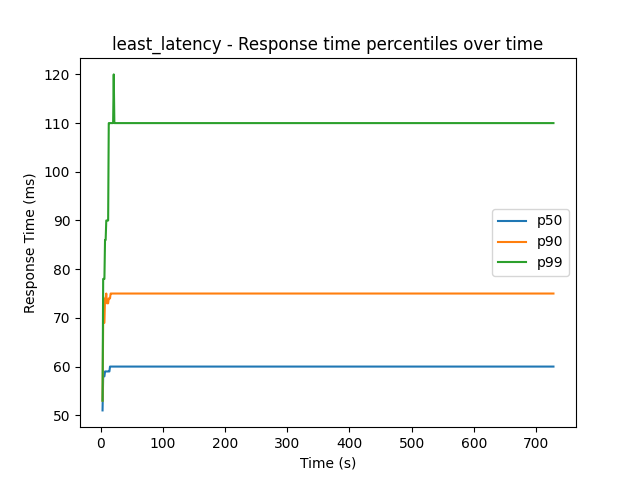 least_latency - Response time percentiles over time
Response Time (ms)
120
110
100
90
80
70
60
50
p50
p90
p99
0 100 200 300 400 500 600 700
Time (s)